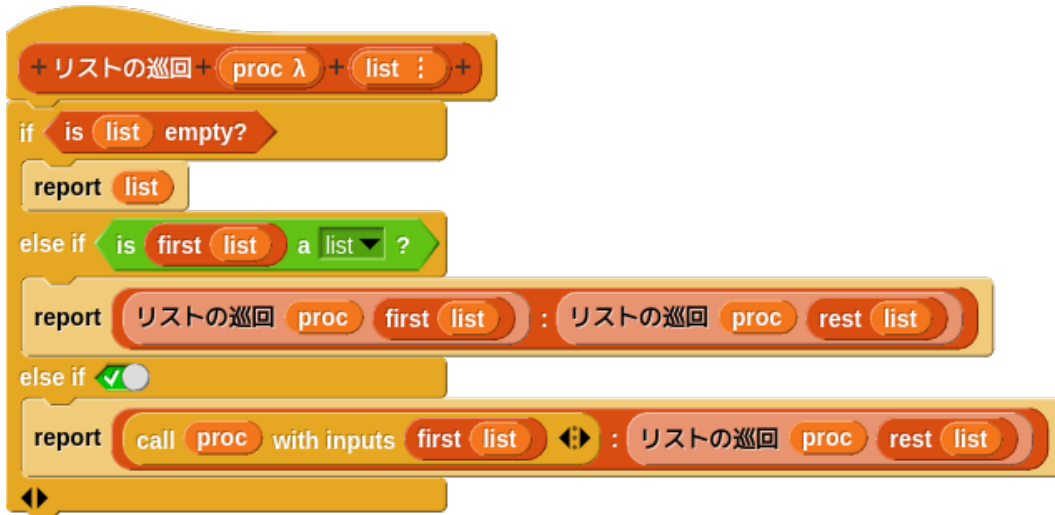 + リストの巡回 + proc λ + list ⋮ +
if is list empty?
report list
else if is first list a list ?
report リストの巡回 proc first list : リストの巡回 proc rest list
else if
report call proc with inputs first list : リストの巡回 proc rest list